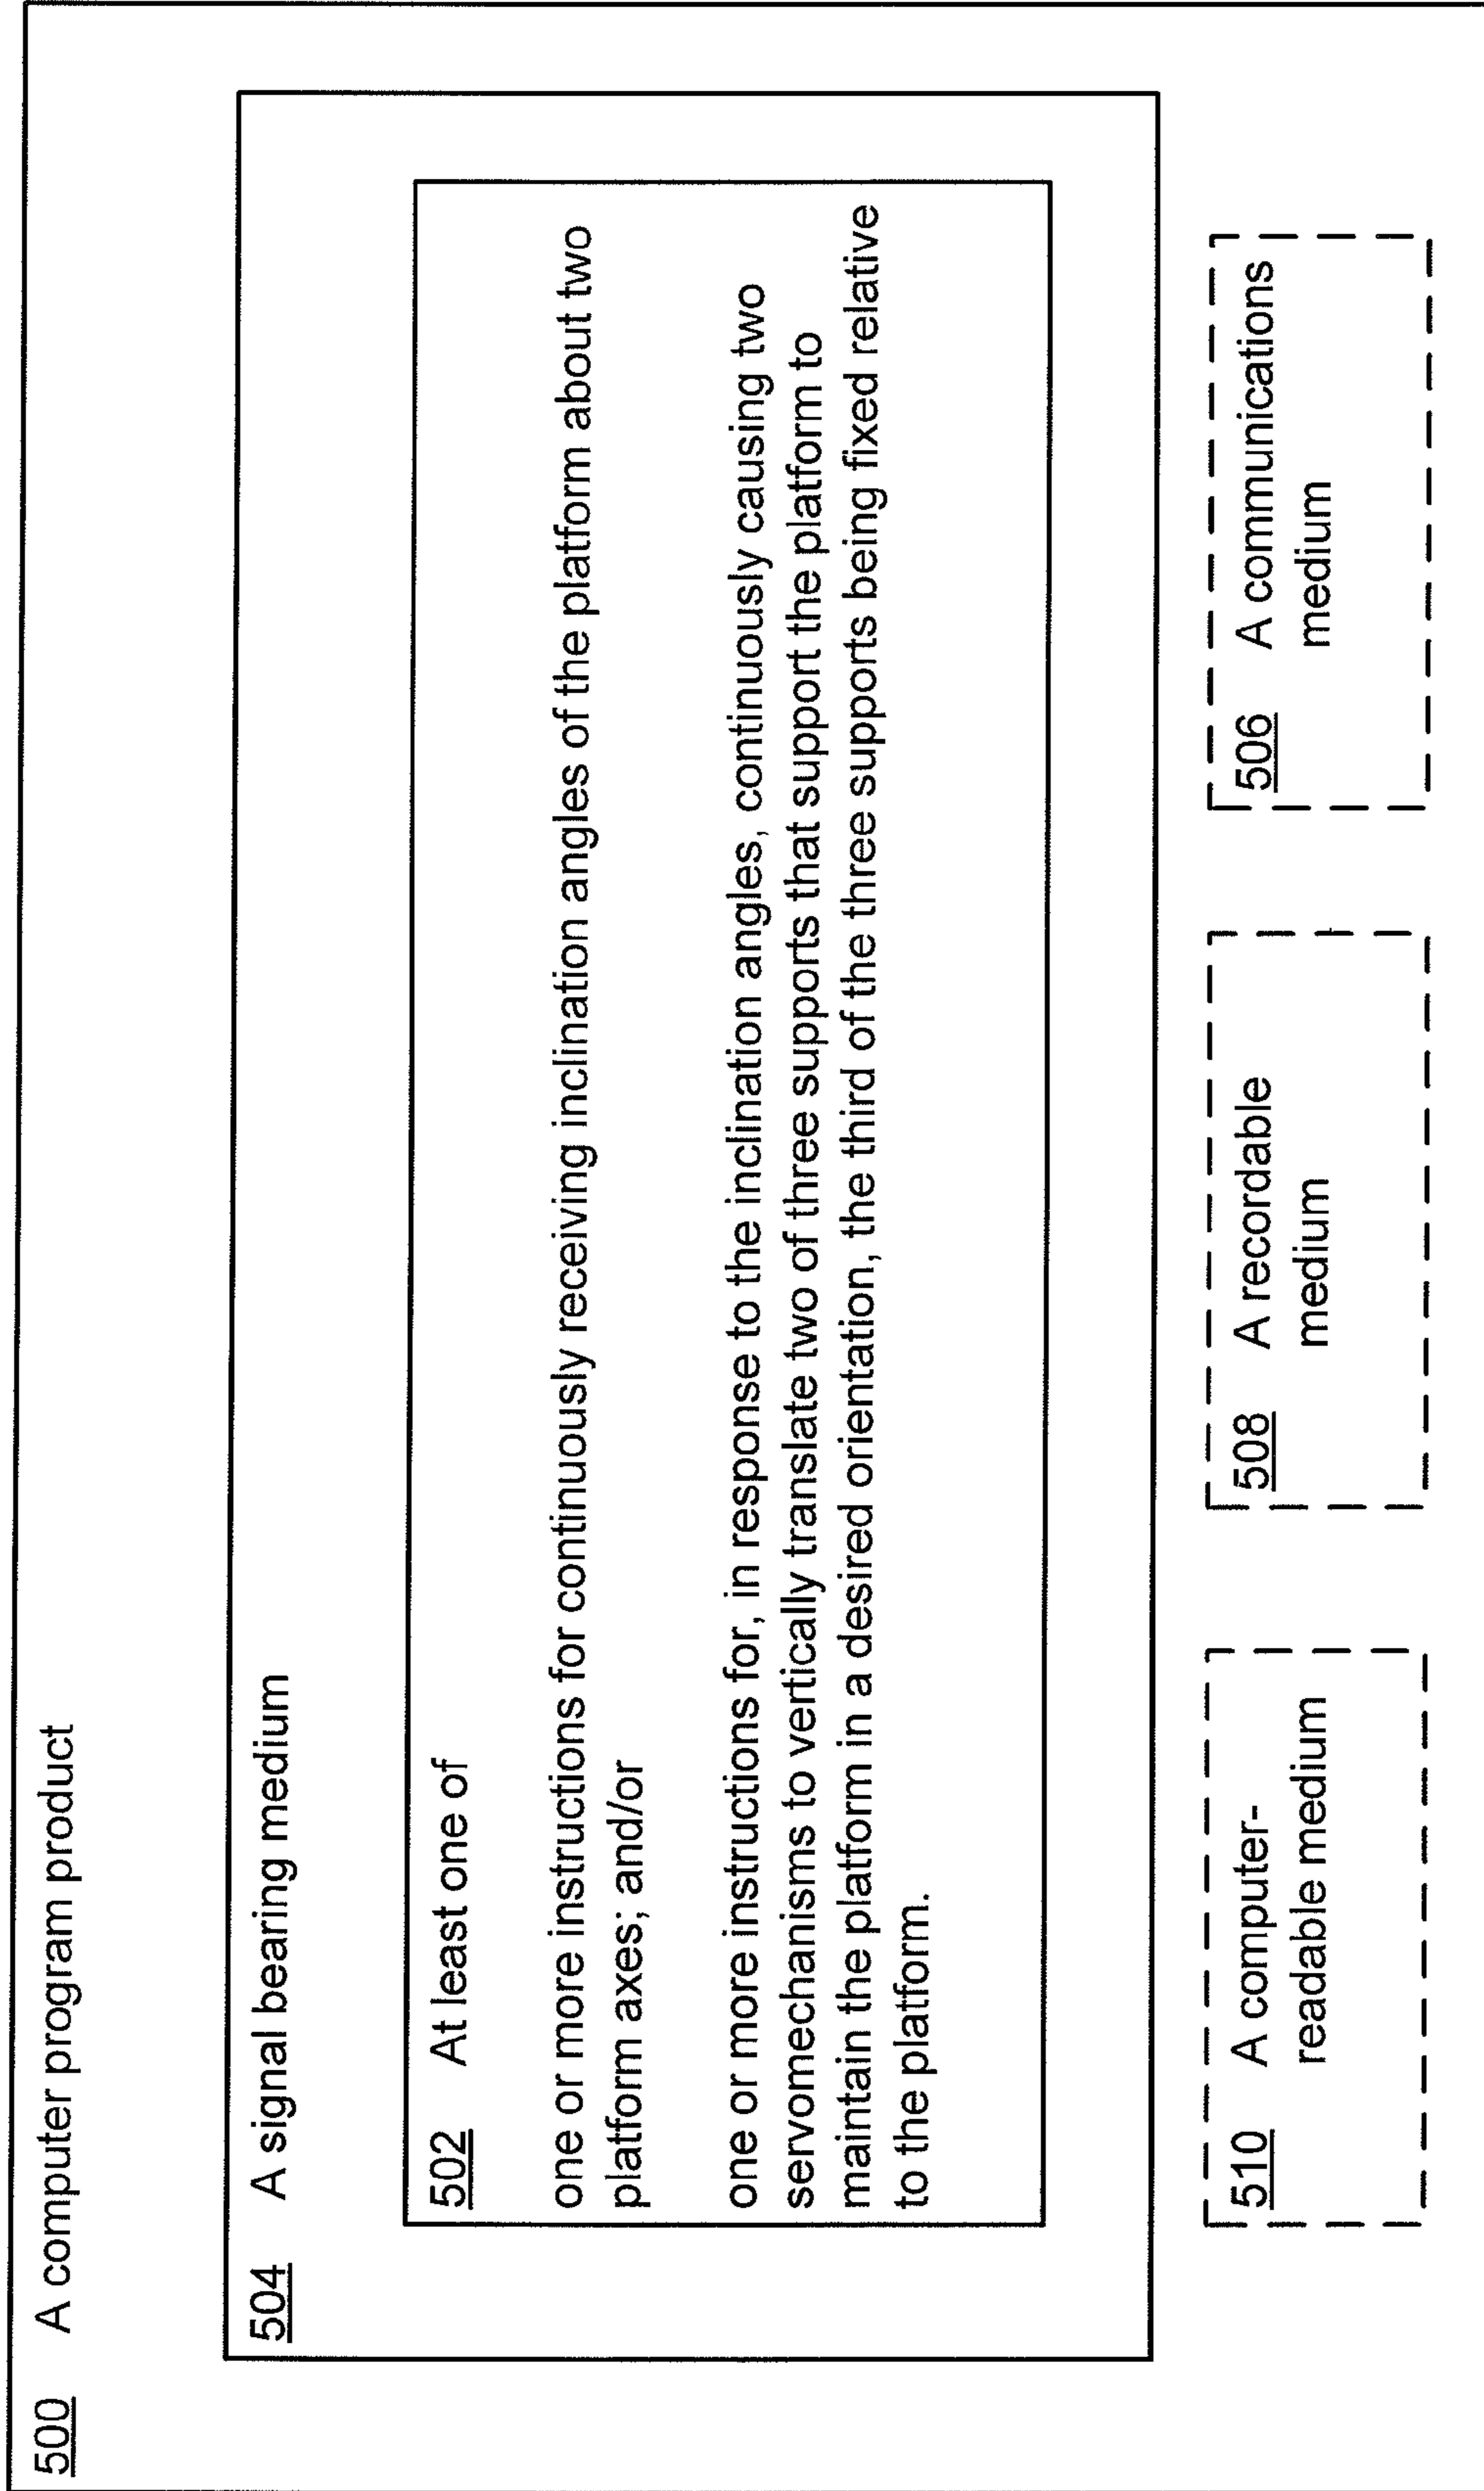 500 A computer program product
504 A signal bearing medium
502 At least one of
one or more instructions for continuously receiving inclination angles of the platform about two
platform axes; and/or
one or more instructions for, in response to the inclination angles, continuously causing two
servomechanisms to vertically translate two of three supports that support the platform to
maintain the platform in a desired orientation, the third of the three supports being fixed relative
to the platform.
510 A computer-
readable medium
508 A recordable
medium
506 A communications
medium